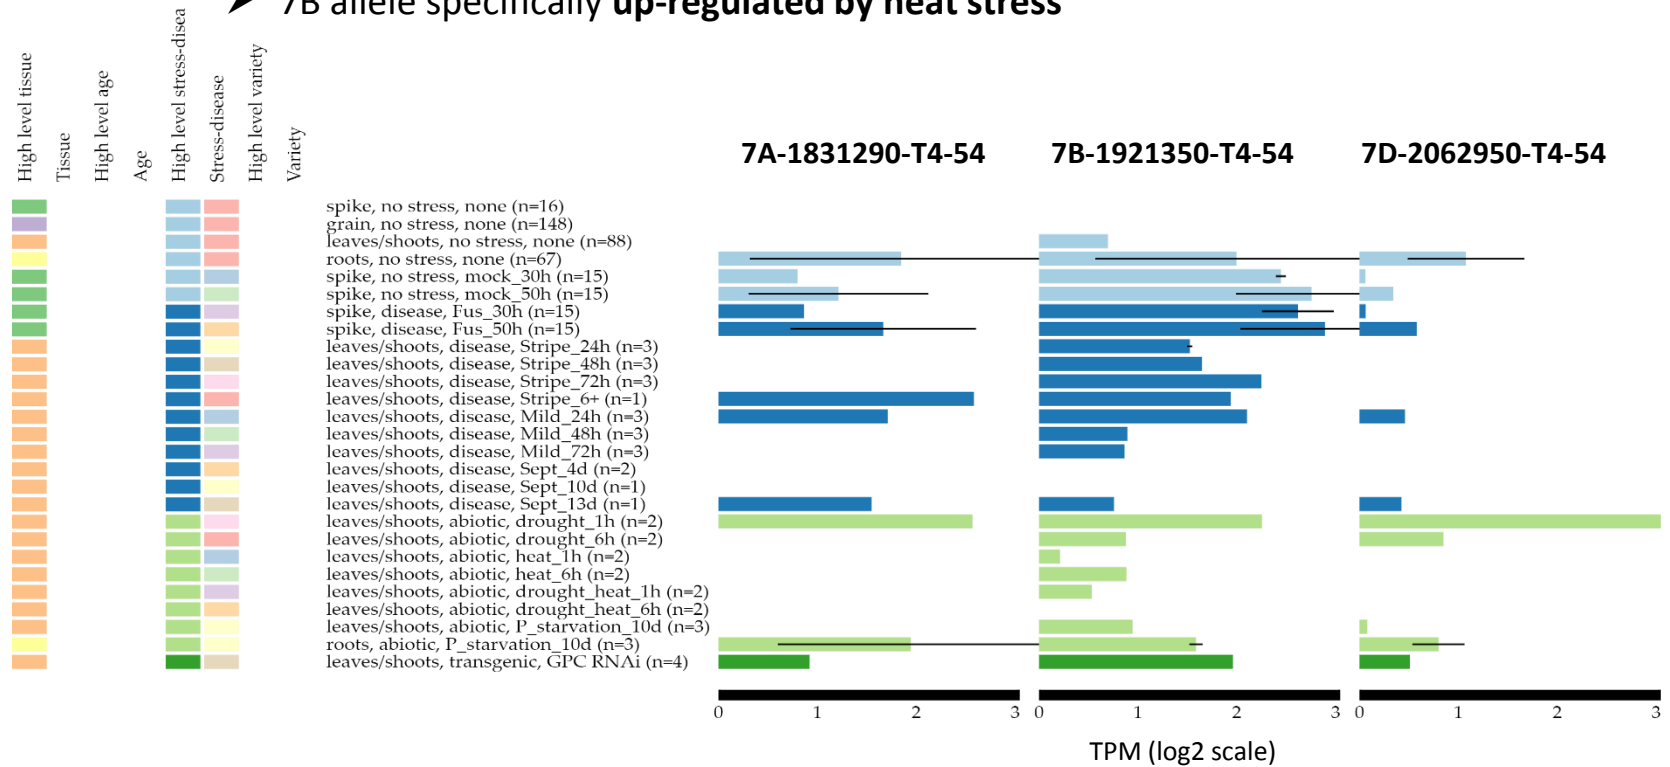 ➤ 7B allele specifically up-regulated by heat stress
High level tissue
Tissue
High level age
Age
High level stress-disea
Stress-disease
High level variety
Variety
7A-1831290-T4-54 7B-1921350-T4-54 7D-2062950-T4-54
spike, no stress, none (n=16)
grain, no stress, none (n=148)
leaves/shoots, no stress, none (n=88)
roots, no stress, none (n=67)
spike, no stress, mock_30h (n=15)
spike, no stress, mock_50h (n=15)
spike, disease, Fus_30h (n=15)
spike, disease, Fus_50h (n=15)
leaves/shoots, disease, Stripe_24h (n=3)
leaves/shoots, disease, Stripe_48h (n=3)
leaves/shoots, disease, Stripe_72h (n=3)
leaves/shoots, disease, Stripe_6+ (n=1)
leaves/shoots, disease, Mild_24h (n=3)
leaves/shoots, disease, Mild_48h (n=3)
leaves/shoots, disease, Mild_72h (n=3)
leaves/shoots, disease, Sept_4d (n=2)
leaves/shoots, disease, Sept_10d (n=1)
leaves/shoots, disease, Sept_13d (n=1)
leaves/shoots, abiotic, drought_1h (n=2)
leaves/shoots, abiotic, drought_6h (n=2)
leaves/shoots, abiotic, heat_1h (n=2)
leaves/shoots, abiotic, heat_6h (n=2)
leaves/shoots, abiotic, drought_heat_1h (n=2)
leaves/shoots, abiotic, drought_heat_6h (n=2)
leaves/shoots, abiotic, P_starvation_10d (n=3)
roots, abiotic, P_starvation_10d (n=3)
leaves/shoots, transgenic, GPC RNAi (n=4)
0 1 2 3 0 1 2 3 0 1 2 3
TPM (log2 scale)